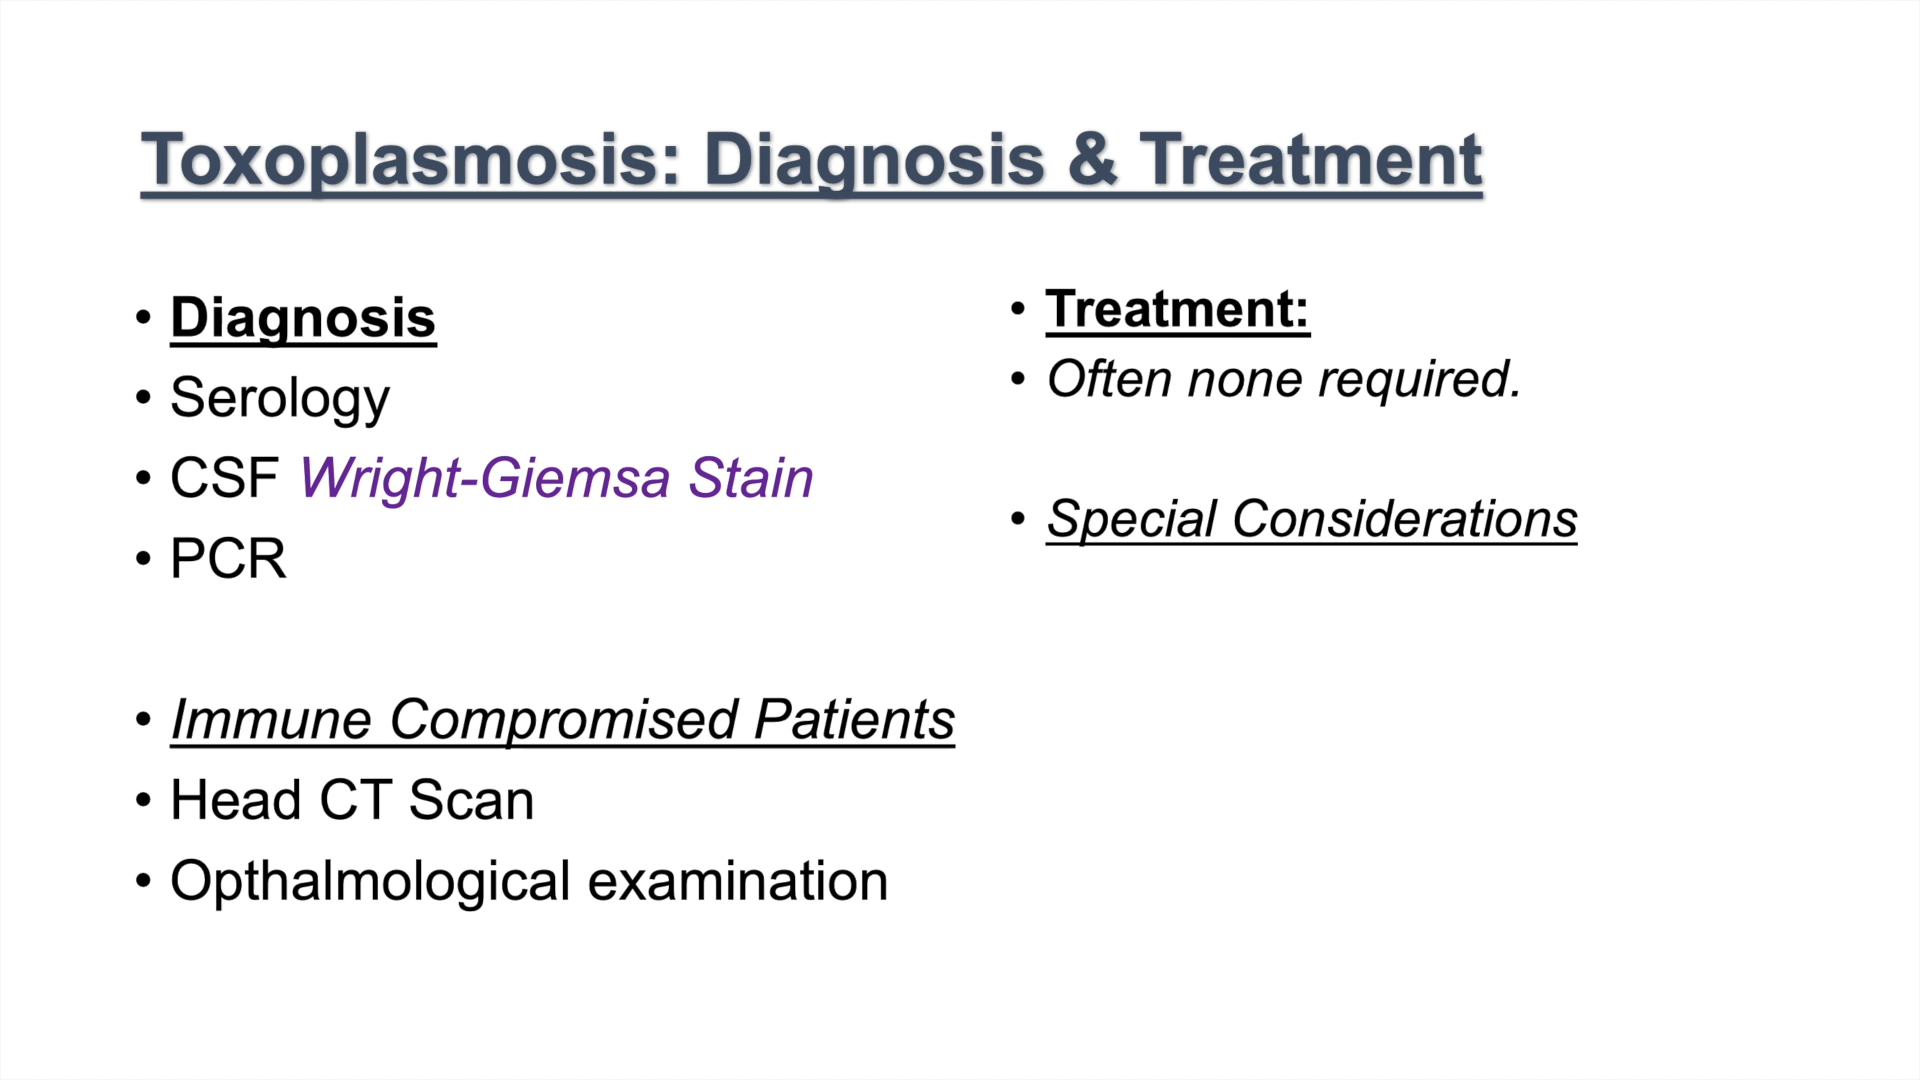 Toxoplasmosis: Diagnosis & Treatment
• Diagnosis
• Serology
• CSF Wright-Giemsa Stain
• PCR
• Immune Compromised Patients
• Head CT Scan
• Opthalmological examination
• Treatment:
• Often none required.
• Special Considerations